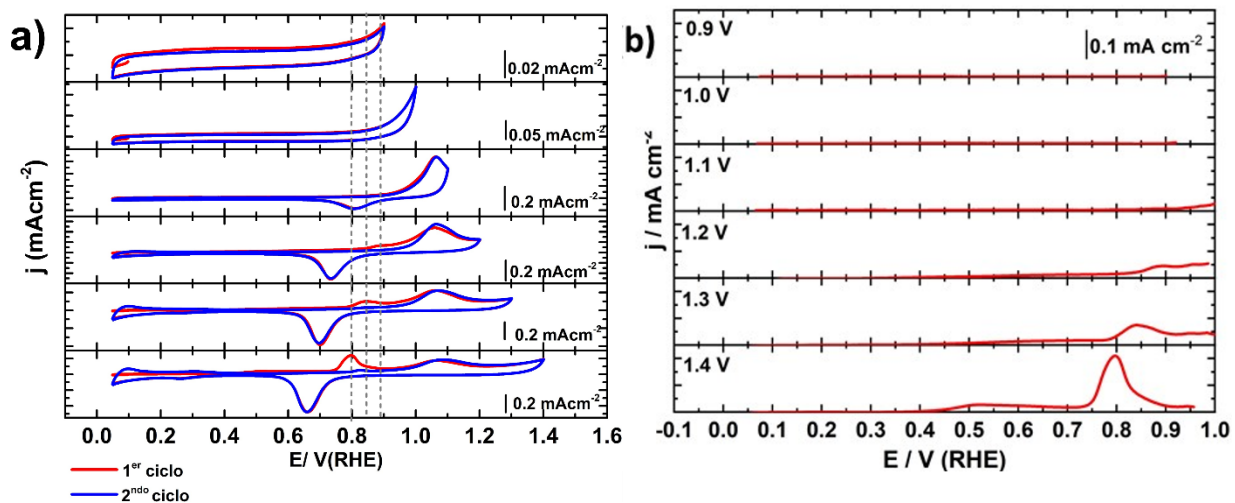 a)
j (mAcm-2)
0.02 mAcm-2
0.05 mAcm-2
0.2 mAcm-2
0.2 mAcm-2
0.2 mAcm-2
0.2 mAcm-2
0.0 0.2 0.4 0.6 0.8 1.0 1.2 1.4 1.6
E/ V(RHE)
1er ciclo
2ndo ciclo
b)
j / mA cm-2
0.9 V
0.1 mA cm-2
1.0 V
1.1 V
1.2 V
1.3 V
1.4 V
-0.1 0.0 0.1 0.2 0.3 0.4 0.5 0.6 0.7 0.8 0.9 1.0
E / V (RHE)